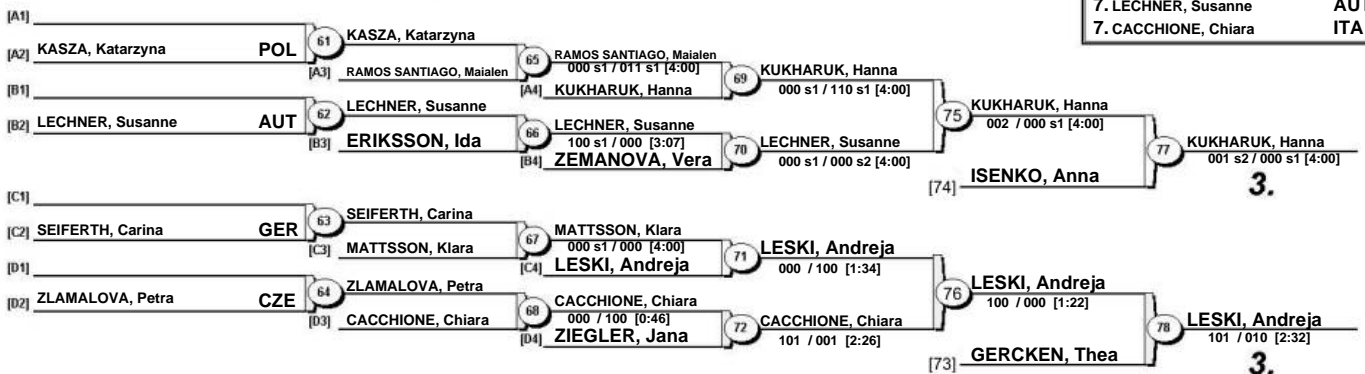 7. LECHNER, Susanne AUT
7. CACCHIONE, Chiara ITA
[A1]
[A2] KASZA, Katarzyna POL
61 KASZA, Katarzyna
[A3] RAMOS SANTIAGO, Maialen
65 RAMOS SANTIAGO, Maialen
000 s1 / 011 s1 [4:00]
[A4] KUKHARUK, Hanna
69 KUKHARUK, Hanna
000 s1 / 110 s1 [4:00]
[B1]
[B2] LECHNER, Susanne AUT
62 LECHNER, Susanne
[B3] ERIKSSON, Ida
66 LECHNER, Susanne
100 s1 / 000 [3:07]
[B4] ZEMANOVA, Vera
70 LECHNER, Susanne
000 s1 / 000 s2 [4:00]
75 KUKHARUK, Hanna
002 / 000 s1 [4:00]
[74] ISENKO, Anna
77 KUKHARUK, Hanna
001 s2 / 000 s1 [4:00]
3.
[C1]
[C2] SEIFERTH, Carina GER
63 SEIFERTH, Carina
[C3] MATTSSON, Klara
67 MATTSSON, Klara
000 s1 / 000 [4:00]
[C4] LESKI, Andreja
71 LESKI, Andreja
000 / 100 [1:34]
[D1]
[D2] ZLAMALOVA, Petra CZE
64 ZLAMALOVA, Petra
[D3] CACCHIONE, Chiara
68 CACCHIONE, Chiara
000 / 100 [0:46]
[D4] ZIEGLER, Jana
72 CACCHIONE, Chiara
101 / 001 [2:26]
76 LESKI, Andreja
100 / 000 [1:22]
[73] GERCKEN, Thea
78 LESKI, Andreja
101 / 010 [2:32]
3.